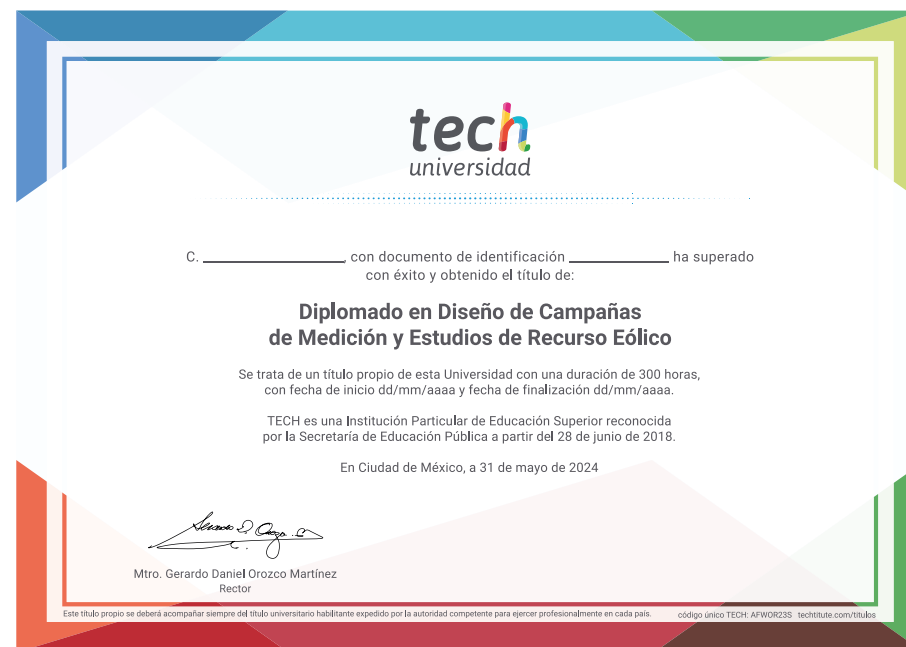 tech
universidad
C. ____________, con documento de identificación ____________ ha superado
con éxito y obtenido el título de:
Diplomado en Diseño de Campañas
de Medición y Estudios de Recurso Eólico
Se trata de un título propio de esta Universidad con una duración de 300 horas,
con fecha de inicio dd/mm/aaaa y fecha de finalización dd/mm/aaaa.
TECH es una Institución Particular de Educación Superior reconocida
por la Secretaría de Educación Pública a partir del 28 de junio de 2018.
En Ciudad de México, a 31 de mayo de 2024
Mtro. Gerardo Daniel Orozco Martínez
Rector
Este título propio se deberá acompañar siempre del título universitario habilitante expedido por la autoridad competente para ejercer profesionalmente en cada país.
código único TECH: AFWOR23S techtitute.com/titulos